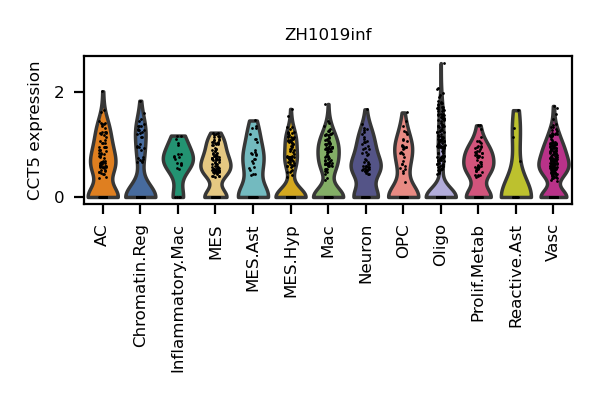 ZH1019inf
CCT5 expression
2
0
AC
Chromatin.Reg
Inflammatory.Mac
MES
MES.Ast
MES.Hyp
Mac
Neuron
OPC
Oligo
Prolif.Metab
Reactive.Ast
Vasc